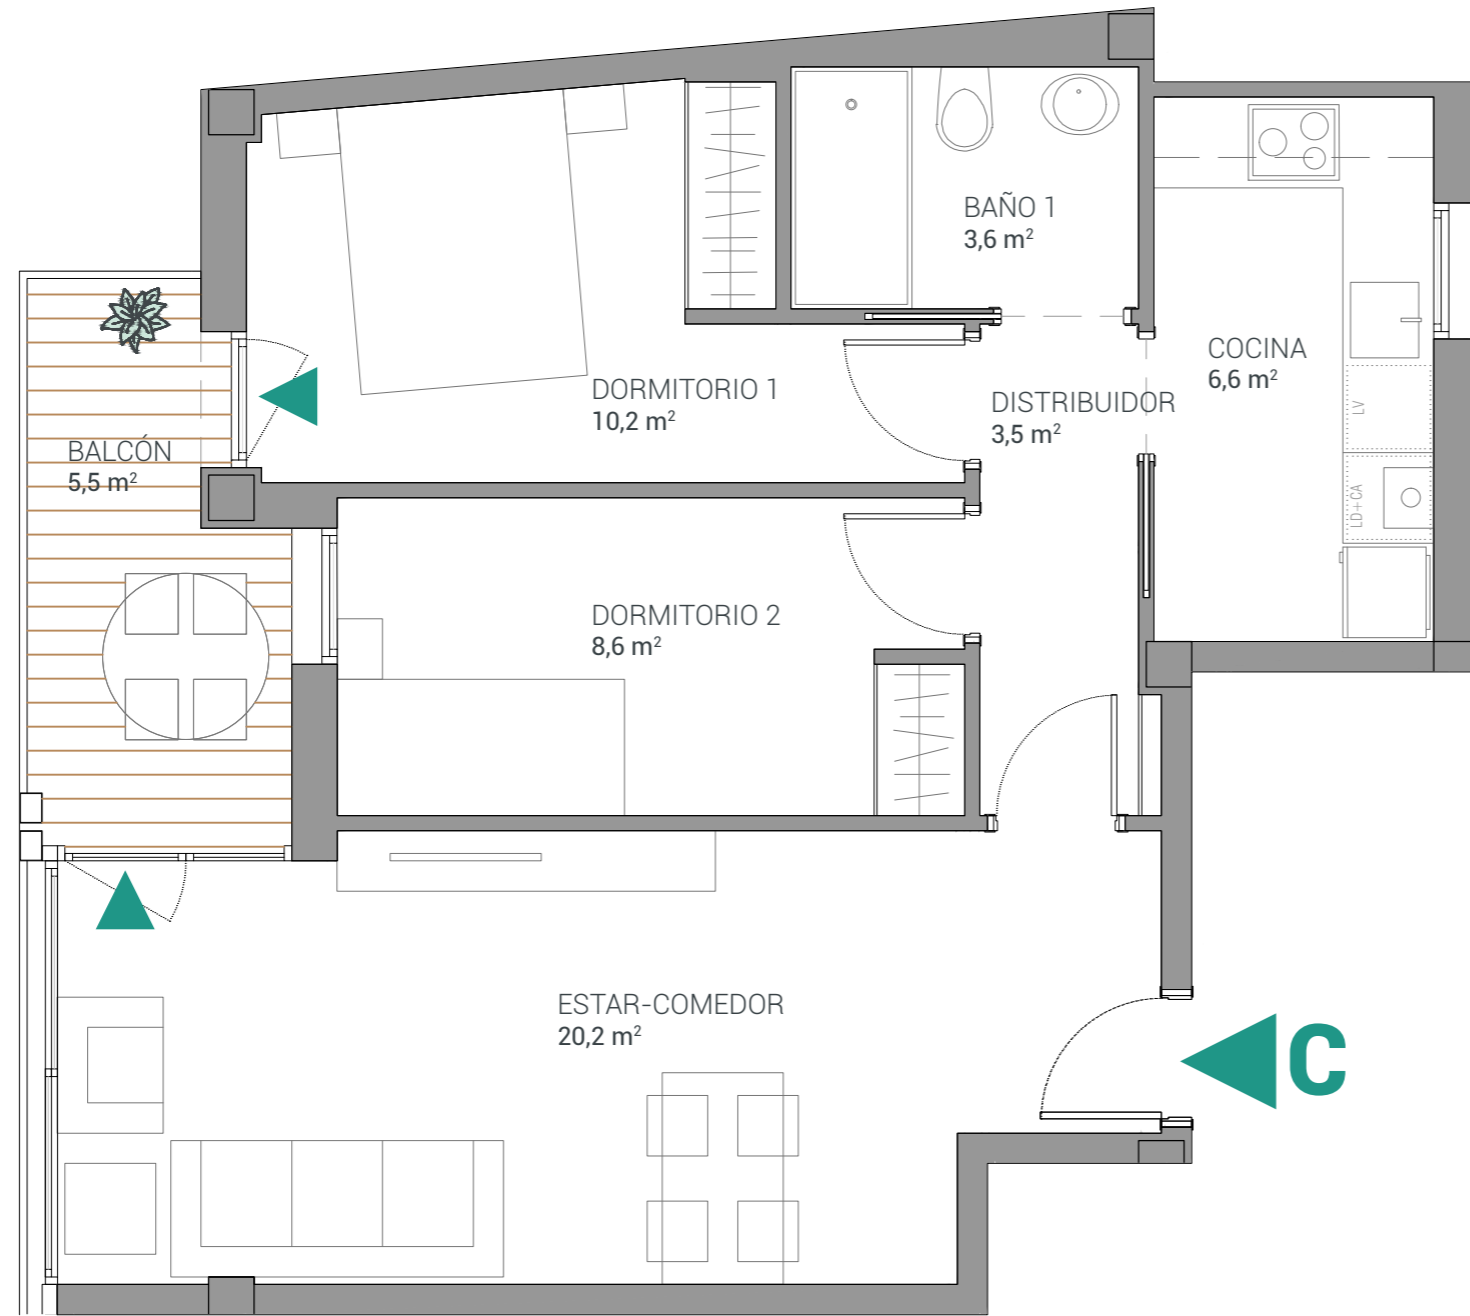 BAÑO 1
3,6 m²
COCINA
6,6 m²
DORMITORIO 1
10,2 m²
DISTRIBUIDOR
3,5 m²
LV
BALCÓN
5,5 m²
LD+CA
DORMITORIO 2
8,6 m²
ESTAR-COMEDOR
20,2 m²
C